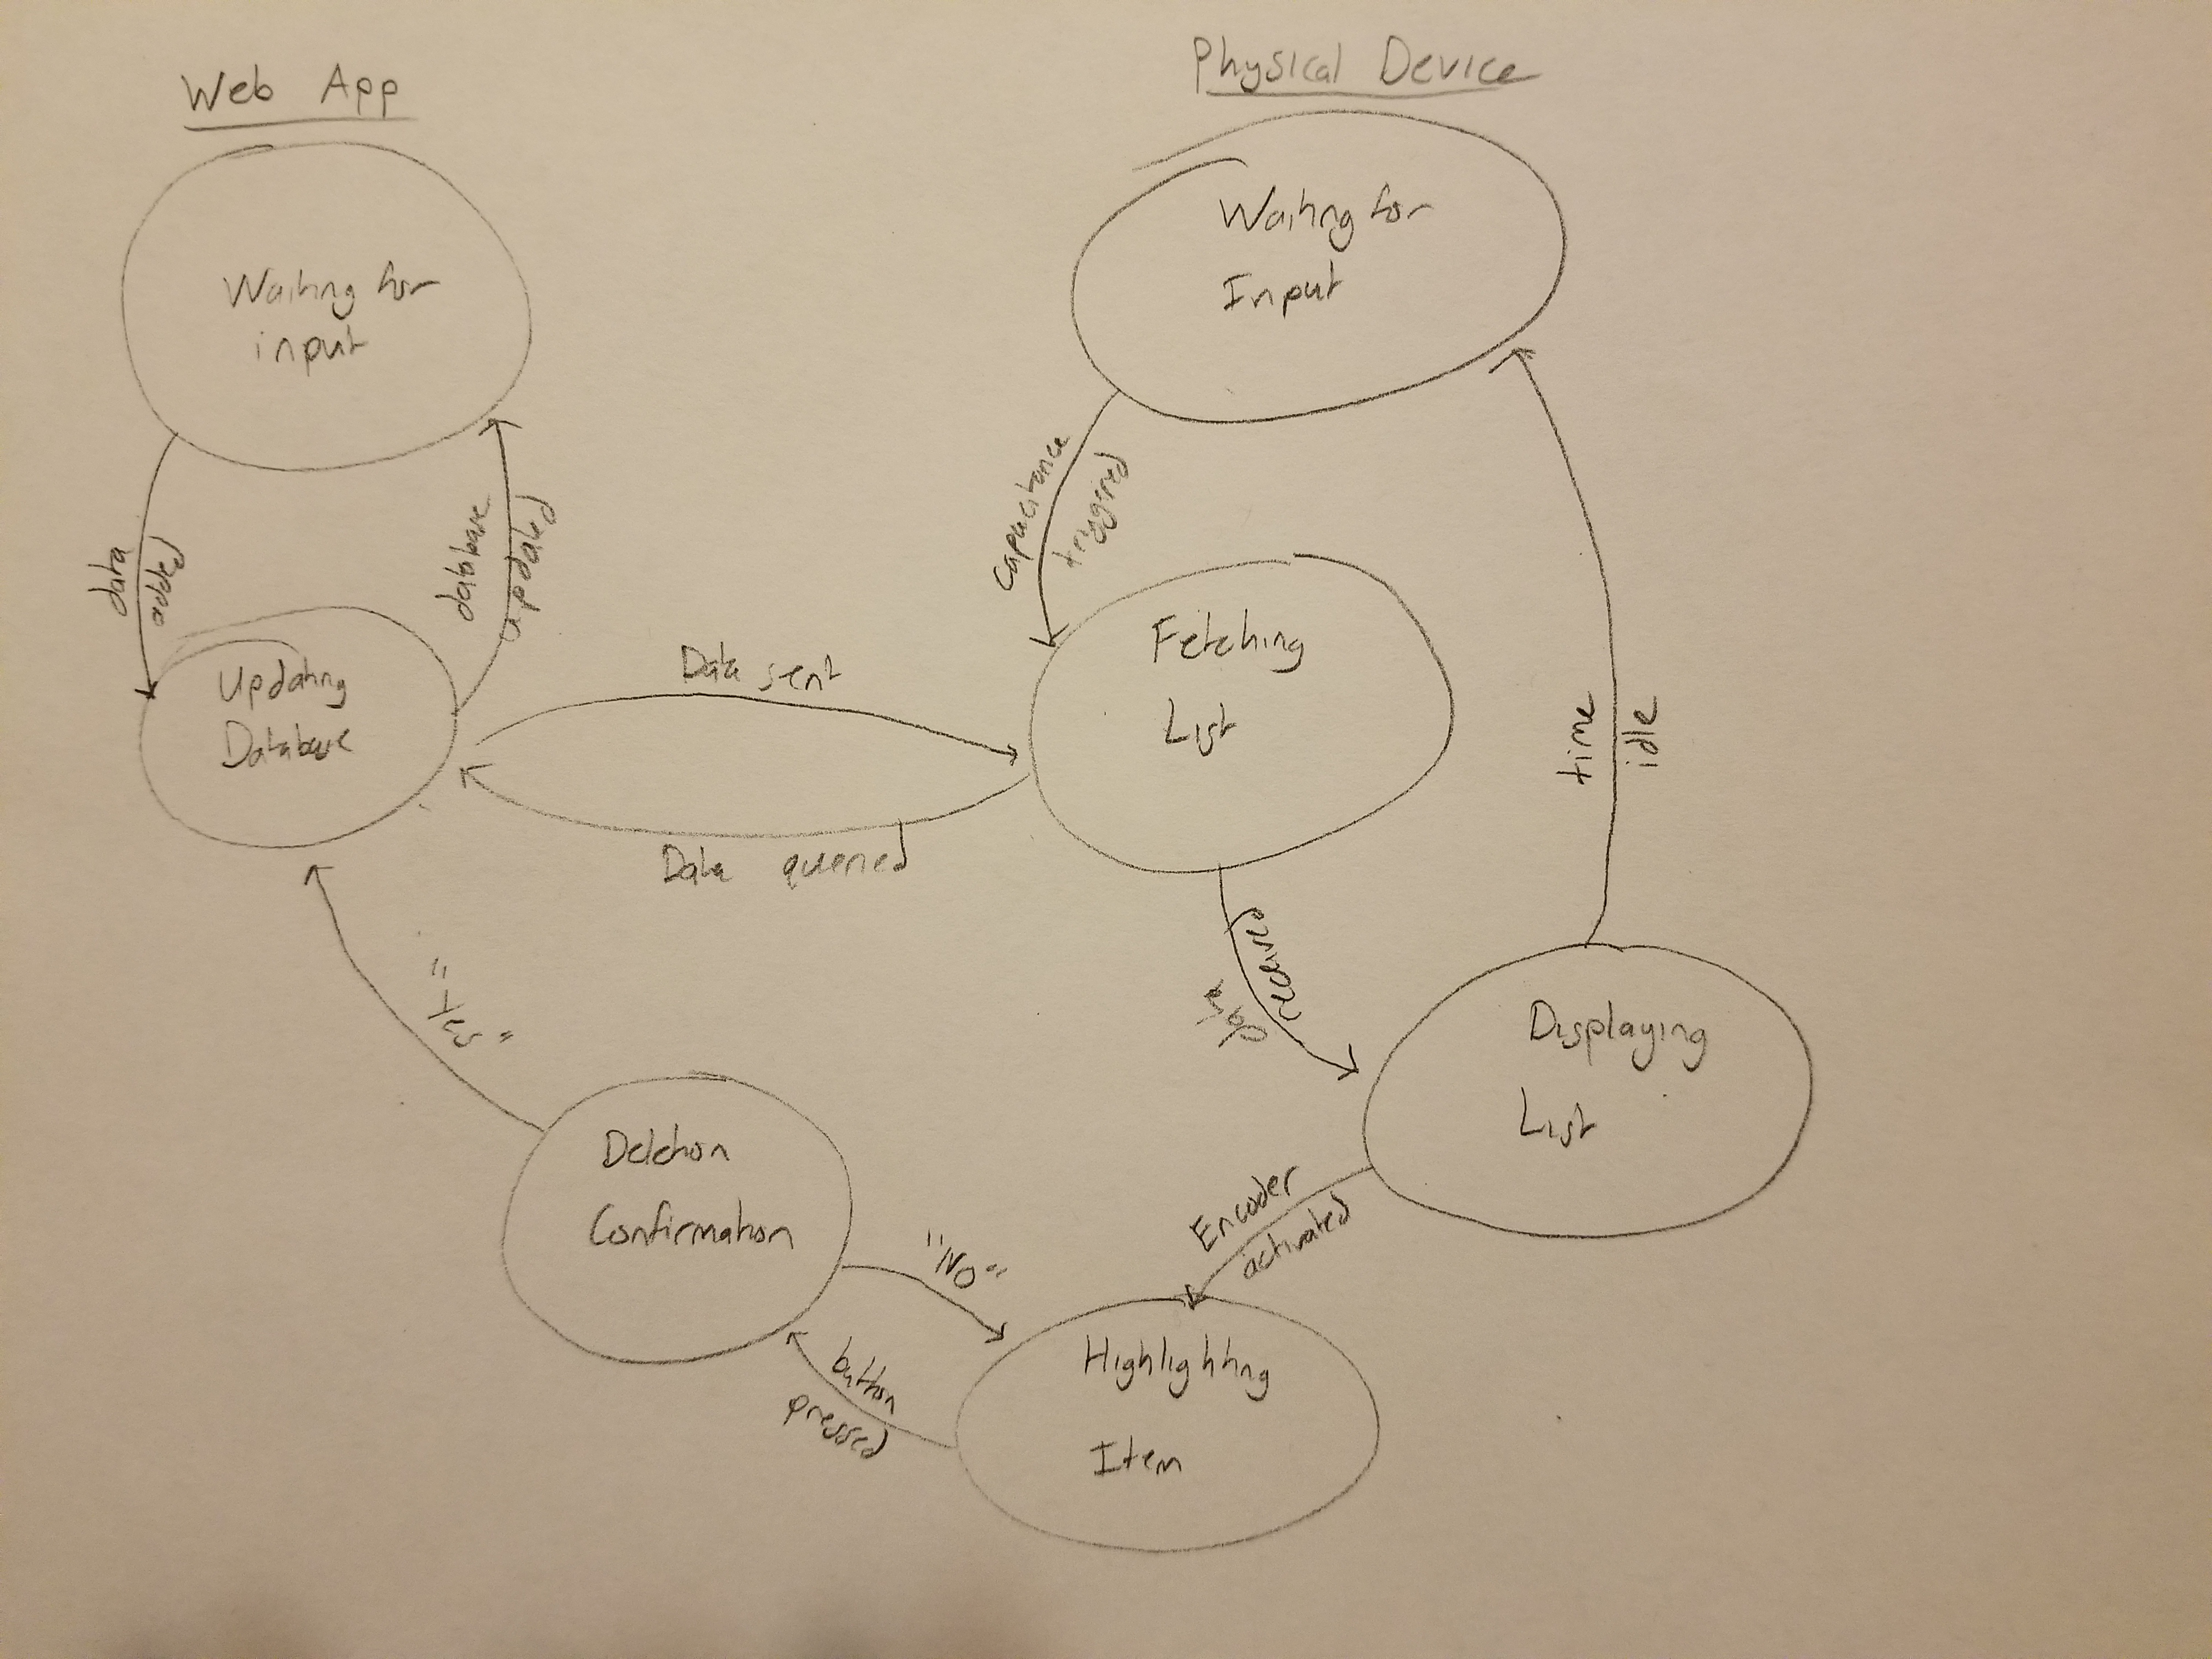 Web App
Physical Device
Waiting for
input
Waiting for
Input
data
added
database
updated
capacitance
triggered
Updating
Database
Data sent
Data queried
Fetching
List
time
idle
data
received
"Yes"
Displaying
List
Deletion
Confirmation
"No"
Encoder
activated
button
pressed
Highlighting
Item